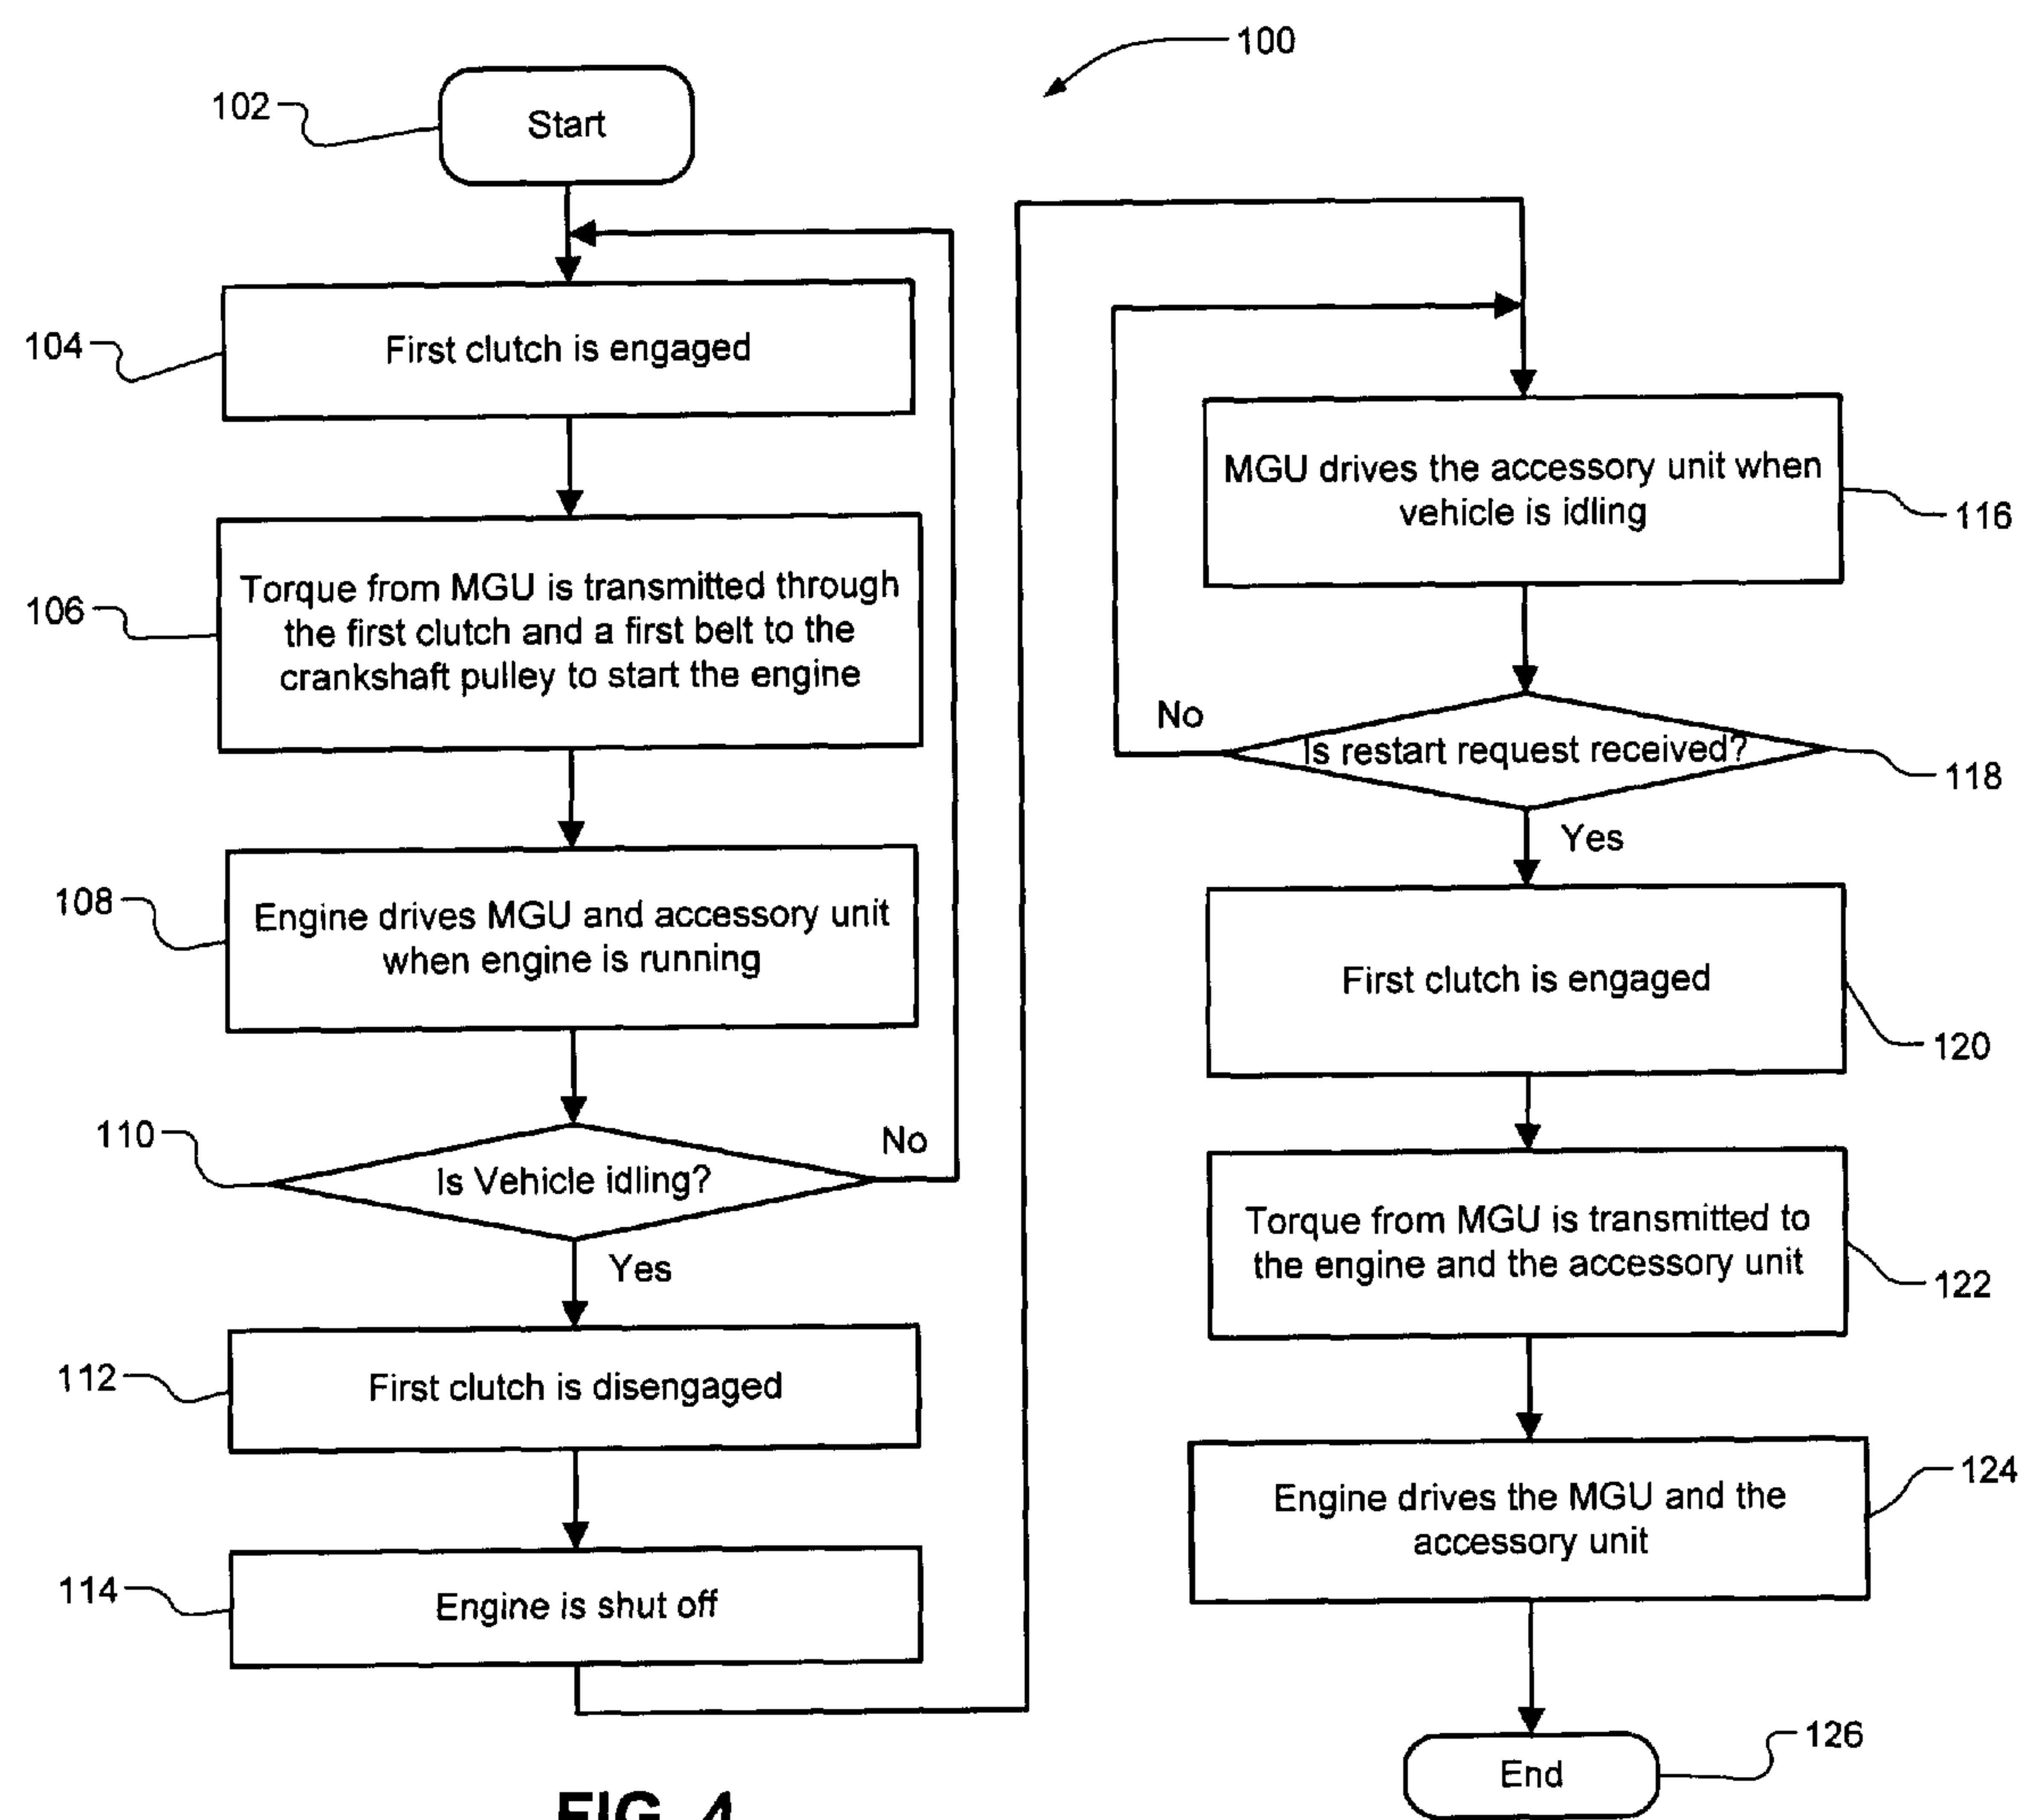 100
102
Start
104
First clutch is engaged
106
Torque from MGU is transmitted through
the first clutch and a first belt to the
crankshaft pulley to start the engine
108
Engine drives MGU and accessory unit
when engine is running
110
Is Vehicle idling?
No
Yes
112
First clutch is disengaged
114
Engine is shut off
MGU drives the accessory unit when
vehicle is idling
116
No
Is restart request received?
118
Yes
First clutch is engaged
120
Torque from MGU is transmitted to
the engine and the accessory unit
122
Engine drives the MGU and the
accessory unit
124
End
126
FIG. 4